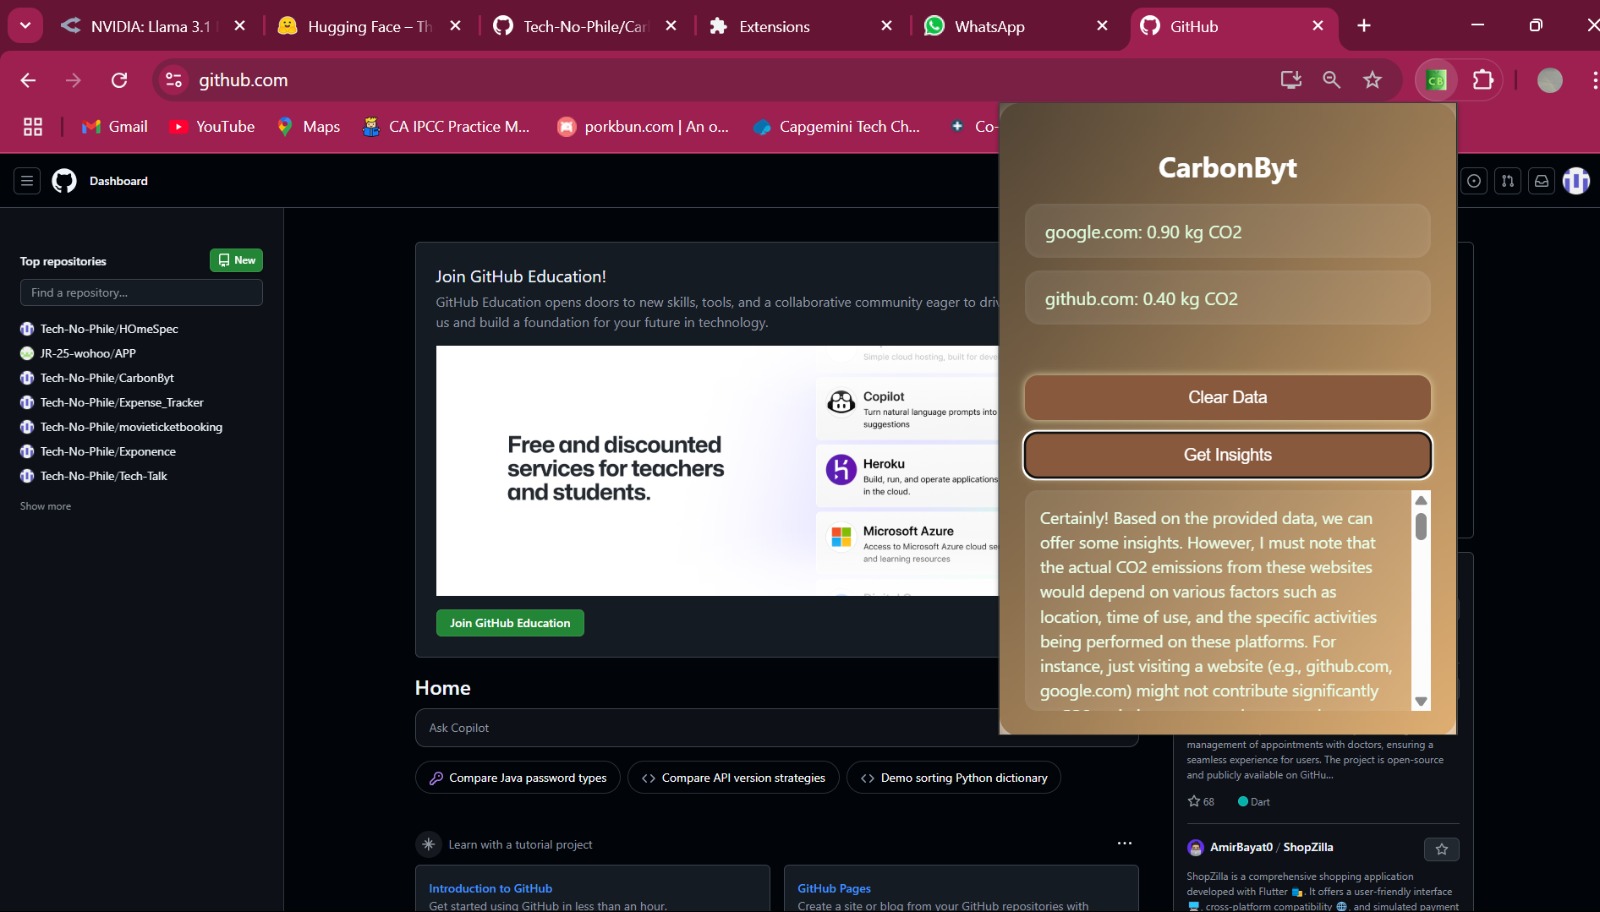 NVIDIA: Llama 3.1
Hugging Face – Th
Tech-No-Phile/Car
Extensions
WhatsApp
GitHub
github.com
Gmail
YouTube
Maps
CA IPCC Practice M...
porkbun.com | An o...
Capgemini Tech Ch...
Co-
CB
Dashboard
Top repositories
New
Find a repository...
Tech-No-Phile/HOmeSpec
JR-25-wohoo/APP
Tech-No-Phile/CarbonByt
Tech-No-Phile/Expense_Tracker
Tech-No-Phile/movieticketbooking
Tech-No-Phile/Exponence
Tech-No-Phile/Tech-Talk
Show more
Join GitHub Education!
GitHub Education opens doors to new skills, tools, and a collaborative community eager to driv
us and build a foundation for your future in technology.
Free and discounted
services for teachers
and students.
Simple cloud hosting, built for deve
Copilot
Turn natural language prompts into
suggestions
Heroku
Build, run, and operate applications
in the cloud.
Microsoft Azure
Access to Microsoft Azure cloud se
and learning resources
Join GitHub Education
Home
Ask Copilot
Compare Java password types
Compare API version strategies
Demo sorting Python dictionary
Learn with a tutorial project
Introduction to GitHub
Get started using GitHub in less than an hour.
GitHub Pages
Create a site or blog from your GitHub repositories with
CarbonByt
google.com: 0.90 kg CO2
github.com: 0.40 kg CO2
Clear Data
Get Insights
Certainly! Based on the provided data, we can
offer some insights. However, I must note that
the actual CO2 emissions from these websites
would depend on various factors such as
location, time of use, and the specific activities
being performed on these platforms. For
instance, just visiting a website (e.g., github.com,
google.com) might not contribute significantly
management of appointments with doctors, ensuring a
seamless experience for users. The project is open-source
and publicly available on GitHu...
68
Dart
AmirBayat0 / ShopZilla
ShopZilla is a comprehensive shopping application
developed with Flutter 📚. It offers a user-friendly interface
💻, cross-platform compatibility 🌐, and simulated payment